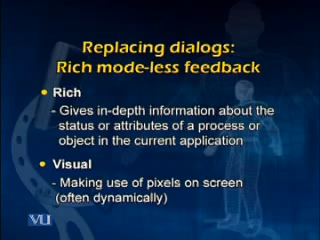 Replacing dialogs:
Rich mode-less feedback
• Rich
- Gives in-depth information about the
status or attributes of a process or
object in the current application
• Visual
- Making use of pixels on screen
(often dynamically)
VU